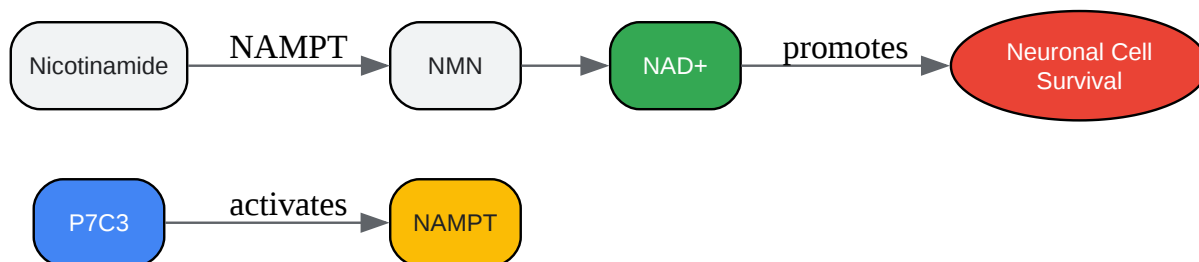 Nicotinamide
NAMPT
NMN
NAD+
promotes
Neuronal Cell
Survival
P7C3
activates
NAMPT